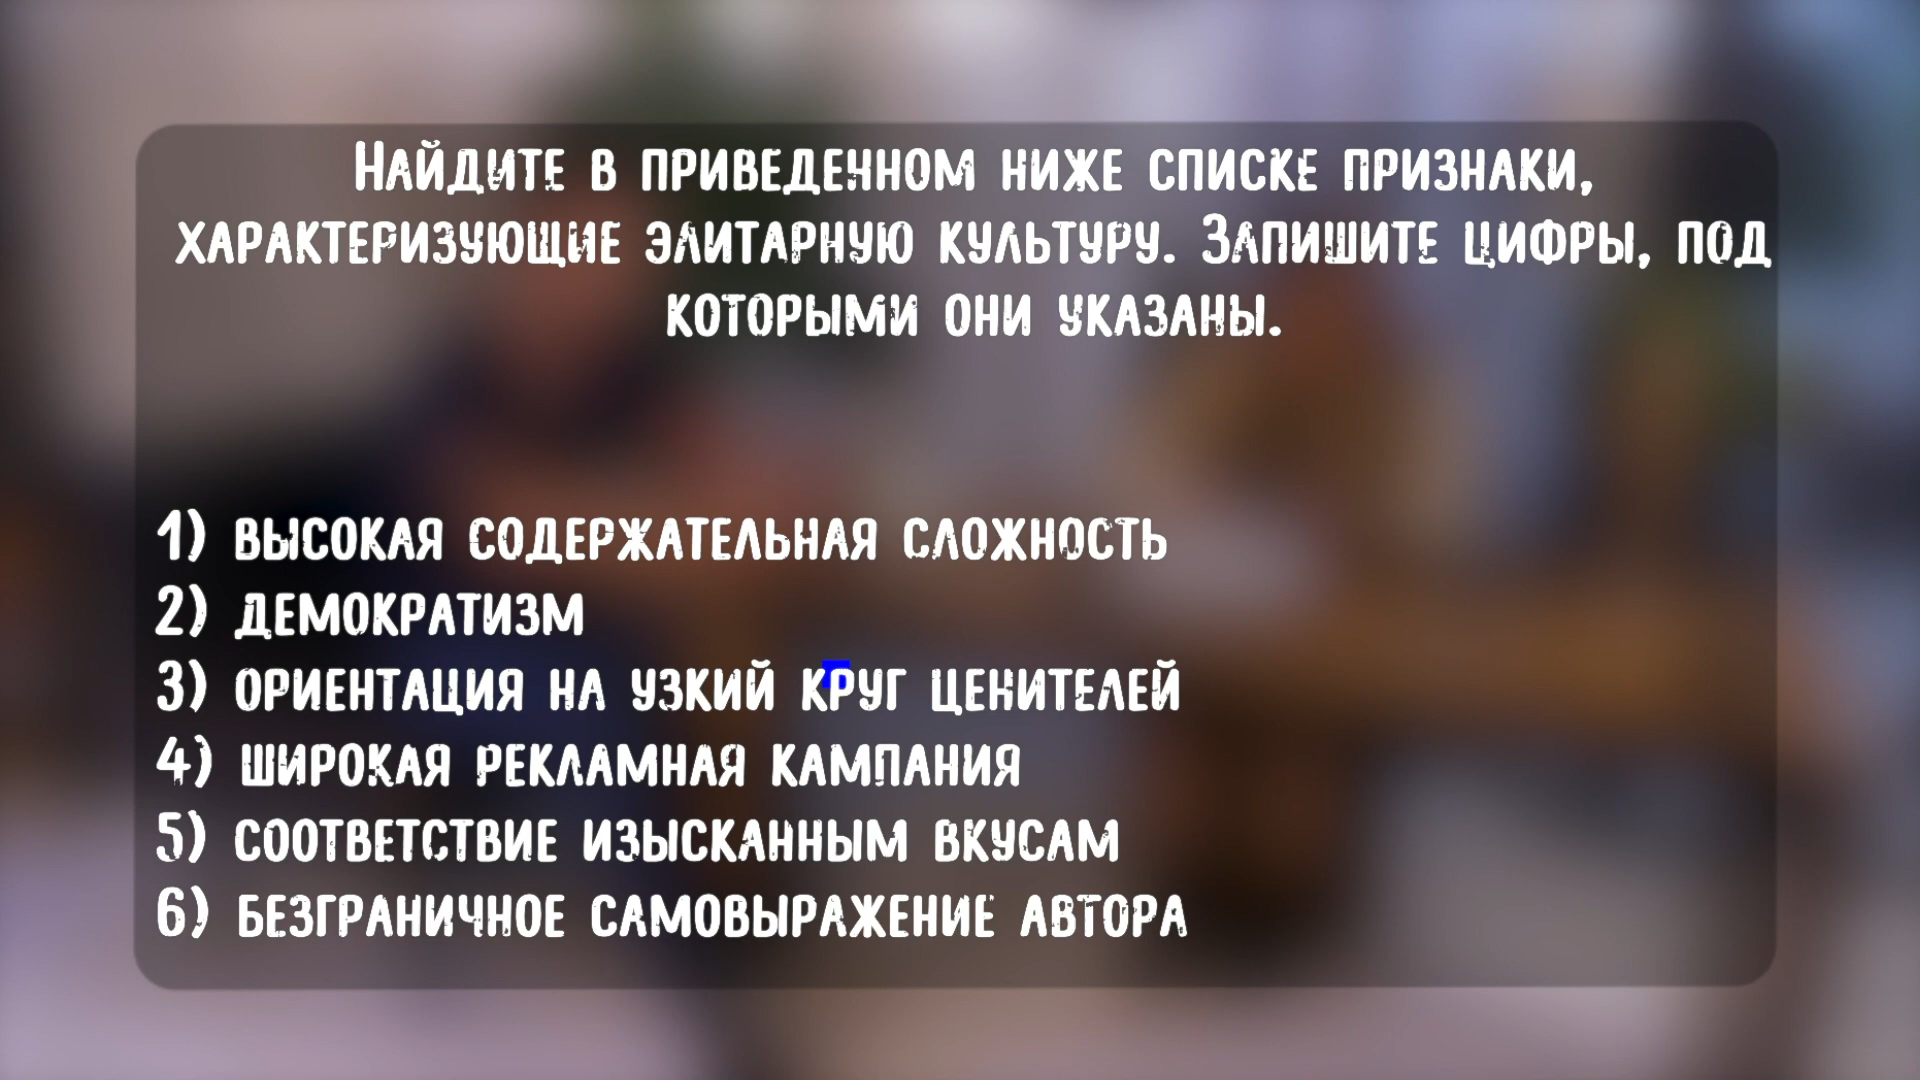 Найдите в приведенном ниже списке признаки,
характеризующие элитарную культуру. Запишите цифры, под
которыми они указаны.
1) высокая содержательная сложность
2) демократизм
3) ориентация на узкий круг ценителей
4) широкая рекламная кампания
5) соответствие изысканным вкусам
6) безграничное самовыражение автора